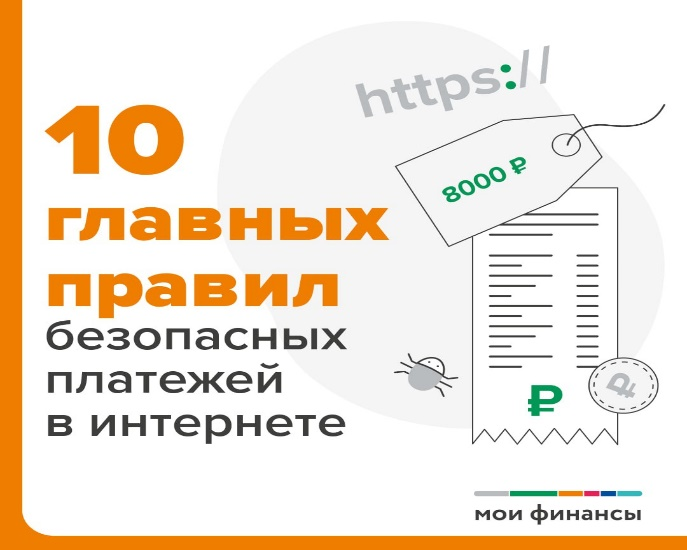 https://
10
главных
правил
безопасных
платежей
в интернете
8000 ₽
₽
₽
мои финансы